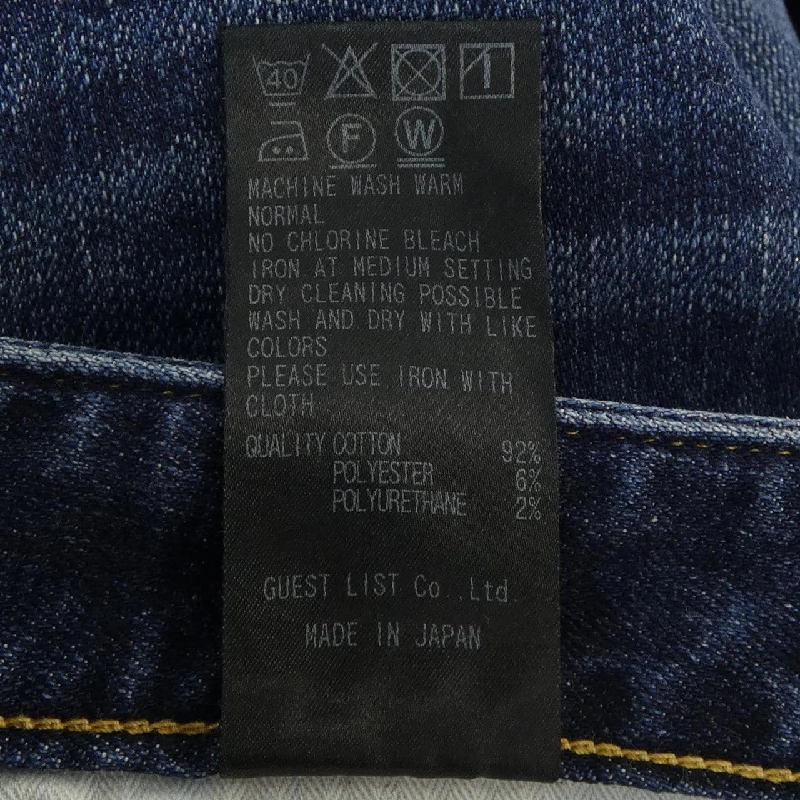 40
F W
MACHINE WASH WARM
NORMAL
NO CHLORINE BLEACH
IRON AT MEDIUM SETTING
DRY CLEANING POSSIBLE
WASH AND DRY WITH LIKE
COLORS
PLEASE USE IRON WITH
CLOTH
QUALITY COTTON 92%
POLYESTER 6%
POLYURETHANE 2%
GUEST LIST Co.,Ltd.
MADE IN JAPAN